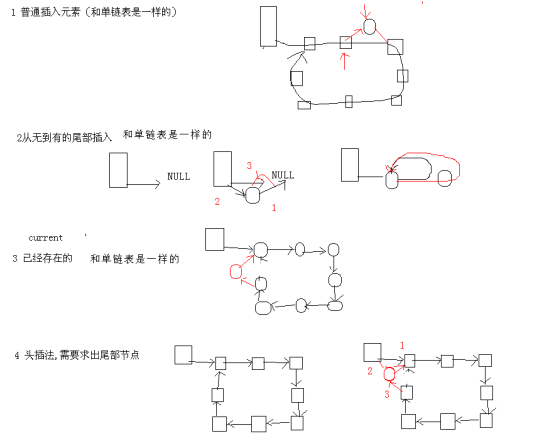 1 普通插入元素（和单链表是一样的）
2从无到有的尾部插入 和单链表是一样的
NULL
3
NULL
2
1
current '
3 已经存在的 和单链表是一样的
4 头插法,需要求出尾部节点
1
2
3